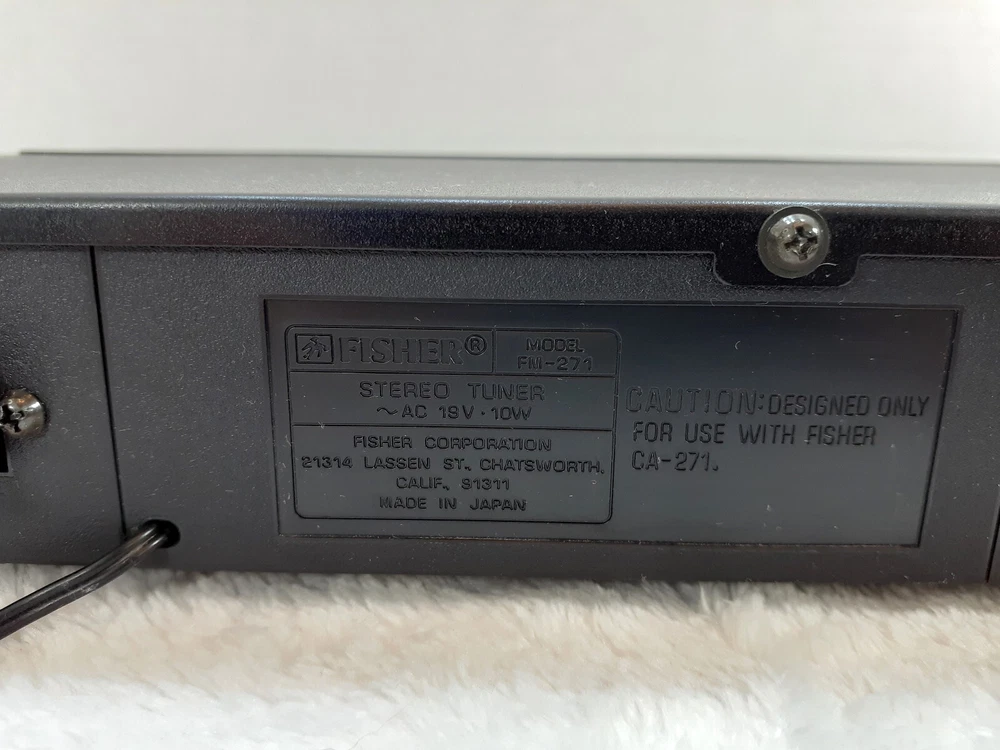 FISHER®
MODEL
FM-271
STEREO TUNER
~AC 19V·10W
FISHER CORPORATION
21314 LASSEN ST., CHATSWORTH,
CALIF., 91311
MADE IN JAPAN
CAUTION: DESIGNED ONLY
FOR USE WITH FISHER
CA-271.